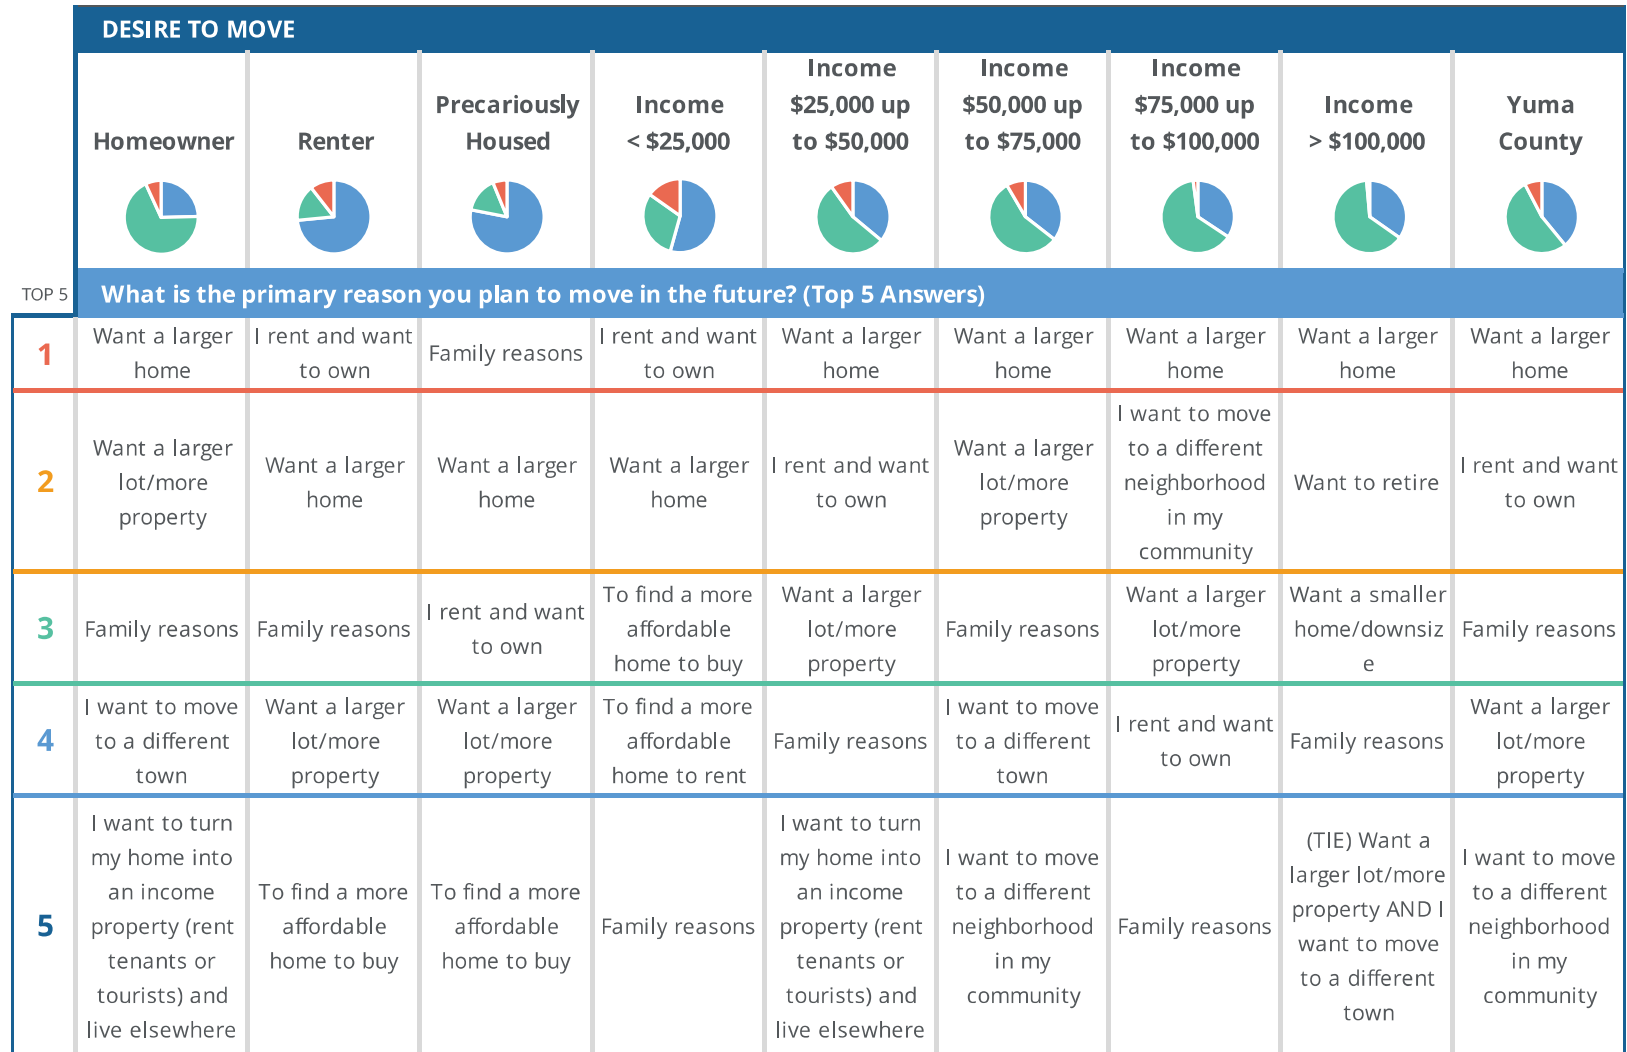 DESIRE TO MOVE
Homeowner
Renter
Precariously
Housed
Income
< $25,000
Income
$25,000 up
to $50,000
Income
$50,000 up
to $75,000
Income
$75,000 up
to $100,000
Income
> $100,000
Yuma
County
TOP 5
What is the primary reason you plan to move in the future? (Top 5 Answers)
1
Want a larger
home
I rent and want
to own
Family reasons
I rent and want
to own
Want a larger
home
Want a larger
home
Want a larger
home
Want a larger
home
Want a larger
home
2
Want a larger
lot/more
property
Want a larger
home
Want a larger
home
Want a larger
home
I rent and want
to own
Want a larger
lot/more
property
I want to move
to a different
neighborhood
in my
community
Want to retire
I rent and want
to own
3
Family reasons
Family reasons
I rent and want
to own
To find a more
affordable
home to buy
Want a larger
lot/more
property
Family reasons
Want a larger
lot/more
property
Want a smaller
home/downsiz
e
Family reasons
4
I want to move
to a different
town
Want a larger
lot/more
property
Want a larger
lot/more
property
To find a more
affordable
home to rent
Family reasons
I want to move
to a different
town
I rent and want
to own
Family reasons
Want a larger
lot/more
property
5
I want to turn
my home into
an income
property (rent
tenants or
tourists) and
live elsewhere
To find a more
affordable
home to buy
To find a more
affordable
home to buy
Family reasons
I want to turn
my home into
an income
property (rent
tenants or
tourists) and
live elsewhere
I want to move
to a different
neighborhood
in my
community
Family reasons
(TIE) Want a
larger lot/more
property AND I
want to move
to a different
town
I want to move
to a different
neighborhood
in my
community